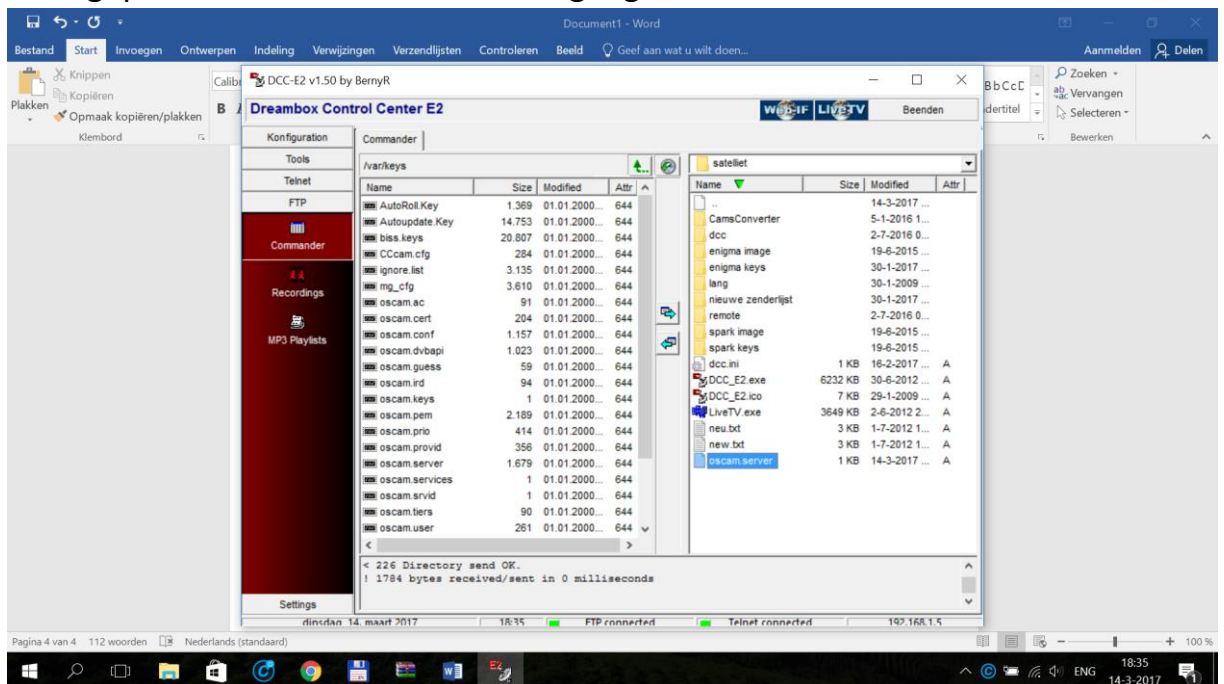 Document1 - Word
Bestand Start Invoegen Ontwerpen Indeling Verwijzingen Verzendlijsten Controleren Beeld Geef aan wat u wilt doen... Aanmelden Delen
Knippen
Kopiëren
Plakken
Opmaak kopiëren/plakken
Klembord
Calibr
B
BbCcD
dertitel
Zoeken
Vervangen
Selecteren
Bewerken
DCC-E2 v1.50 by BernyR
Dreambox Control Center E2
Web-IF LiveTV Beenden
Konfiguration
Tools
Telnet
FTP
Commander
Recordings
MP3 Playlists
Settings
Commander
/var/keys
Name Size Modified Attr
AutoRoll.Key 1.369 01.01.2000... 644
Autoupdate.Key 14.753 01.01.2000... 644
biss.keys 20.807 01.01.2000... 644
CCcam.cfg 284 01.01.2000... 644
ignore.list 3.135 01.01.2000... 644
mg_cfg 3.610 01.01.2000... 644
oscam.ac 91 01.01.2000... 644
oscam.cert 204 01.01.2000... 644
oscam.conf 1.157 01.01.2000... 644
oscam.dvbapi 1.023 01.01.2000... 644
oscam.guess 59 01.01.2000... 644
oscam.ird 94 01.01.2000... 644
oscam.keys 1 01.01.2000... 644
oscam.pem 2.189 01.01.2000... 644
oscam.prio 414 01.01.2000... 644
oscam.provid 356 01.01.2000... 644
oscam.server 1.679 01.01.2000... 644
oscam.services 1 01.01.2000... 644
oscam.srvid 1 01.01.2000... 644
oscam.tiers 90 01.01.2000... 644
oscam.user 261 01.01.2000... 644
satelliet
Name Size Modified Attr
.. 14-3-2017 ...
CamsConverter 5-1-2016 1...
dcc 2-7-2016 0...
enigma image 19-6-2015 ...
enigma keys 30-1-2017 ...
lang 30-1-2009 ...
nieuwe zenderlijst 30-1-2017 ...
remote 2-7-2016 0...
spark image 19-6-2015 ...
spark keys 19-6-2015 ...
dcc.ini 1 KB 16-2-2017 ... A
DCC_E2.exe 6232 KB 30-6-2012 ... A
DCC_E2.ico 7 KB 29-1-2009 ... A
LiveTV.exe 3649 KB 2-6-2012 2... A
neu.txt 3 KB 1-7-2012 1... A
new.txt 3 KB 1-7-2012 1... A
oscam.server 1 KB 14-3-2017 ... A
< 226 Directory send OK.
! 1784 bytes received/sent in 0 milliseconds
dinsdag 14. maart 2017 18:35 FTP connected Telnet connected 192.168.1.5
Pagina 4 van 4 112 woorden Nederlands (standaard) 100 %
ENG 18:35
14-3-2017